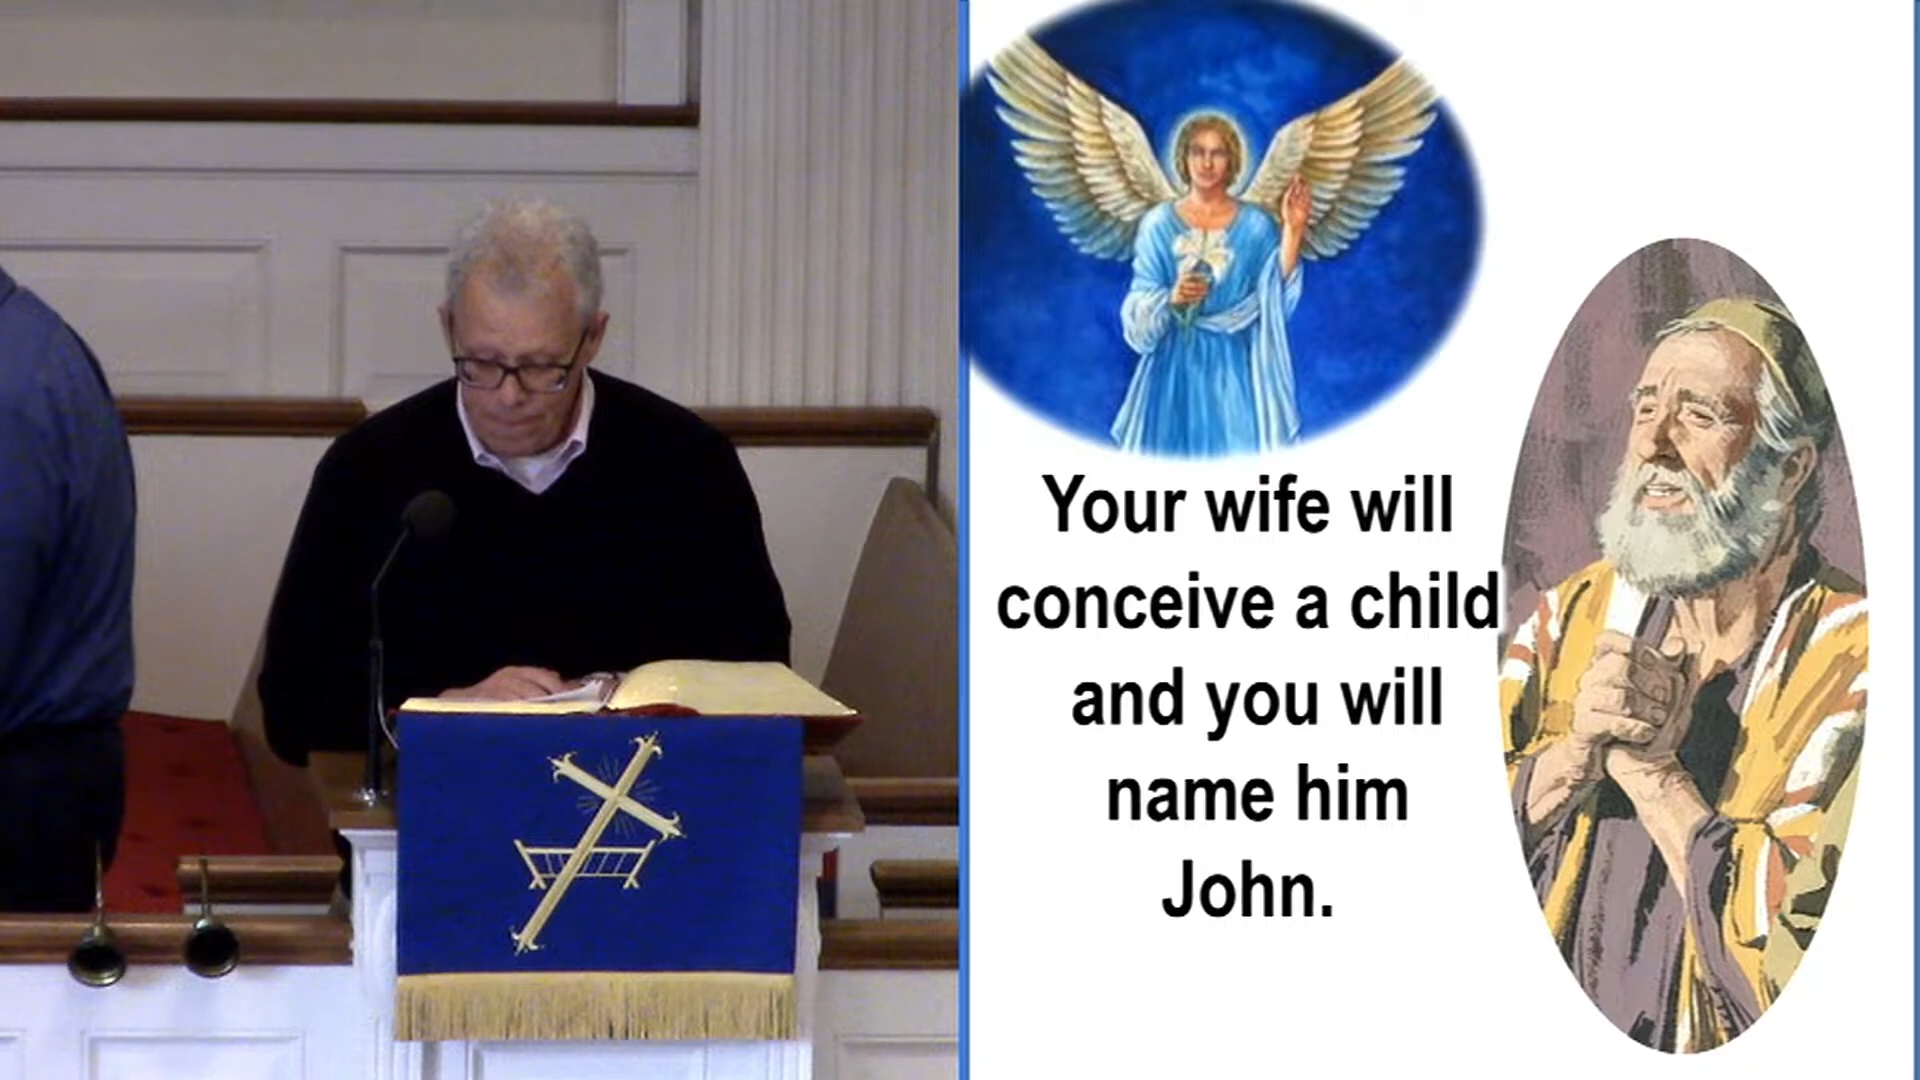 Your wife will
conceive a child
and you will
name him
John.